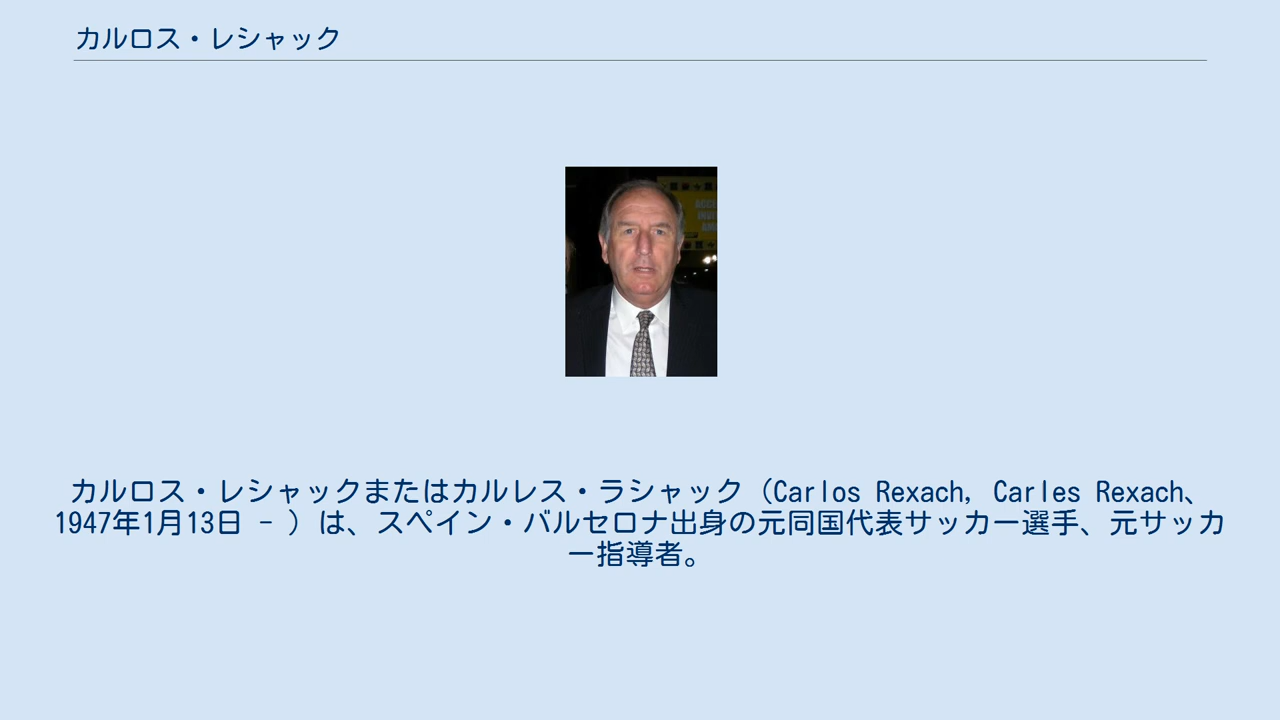 カルロス・レシャック
カルロス・レシャックまたはカルレス・ラシャック（Carlos Rexach, Carles Rexach、
1947年1月13日 - ）は、スペイン・バルセロナ出身の元同国代表サッカー選手、元サッカ
ー指導者。